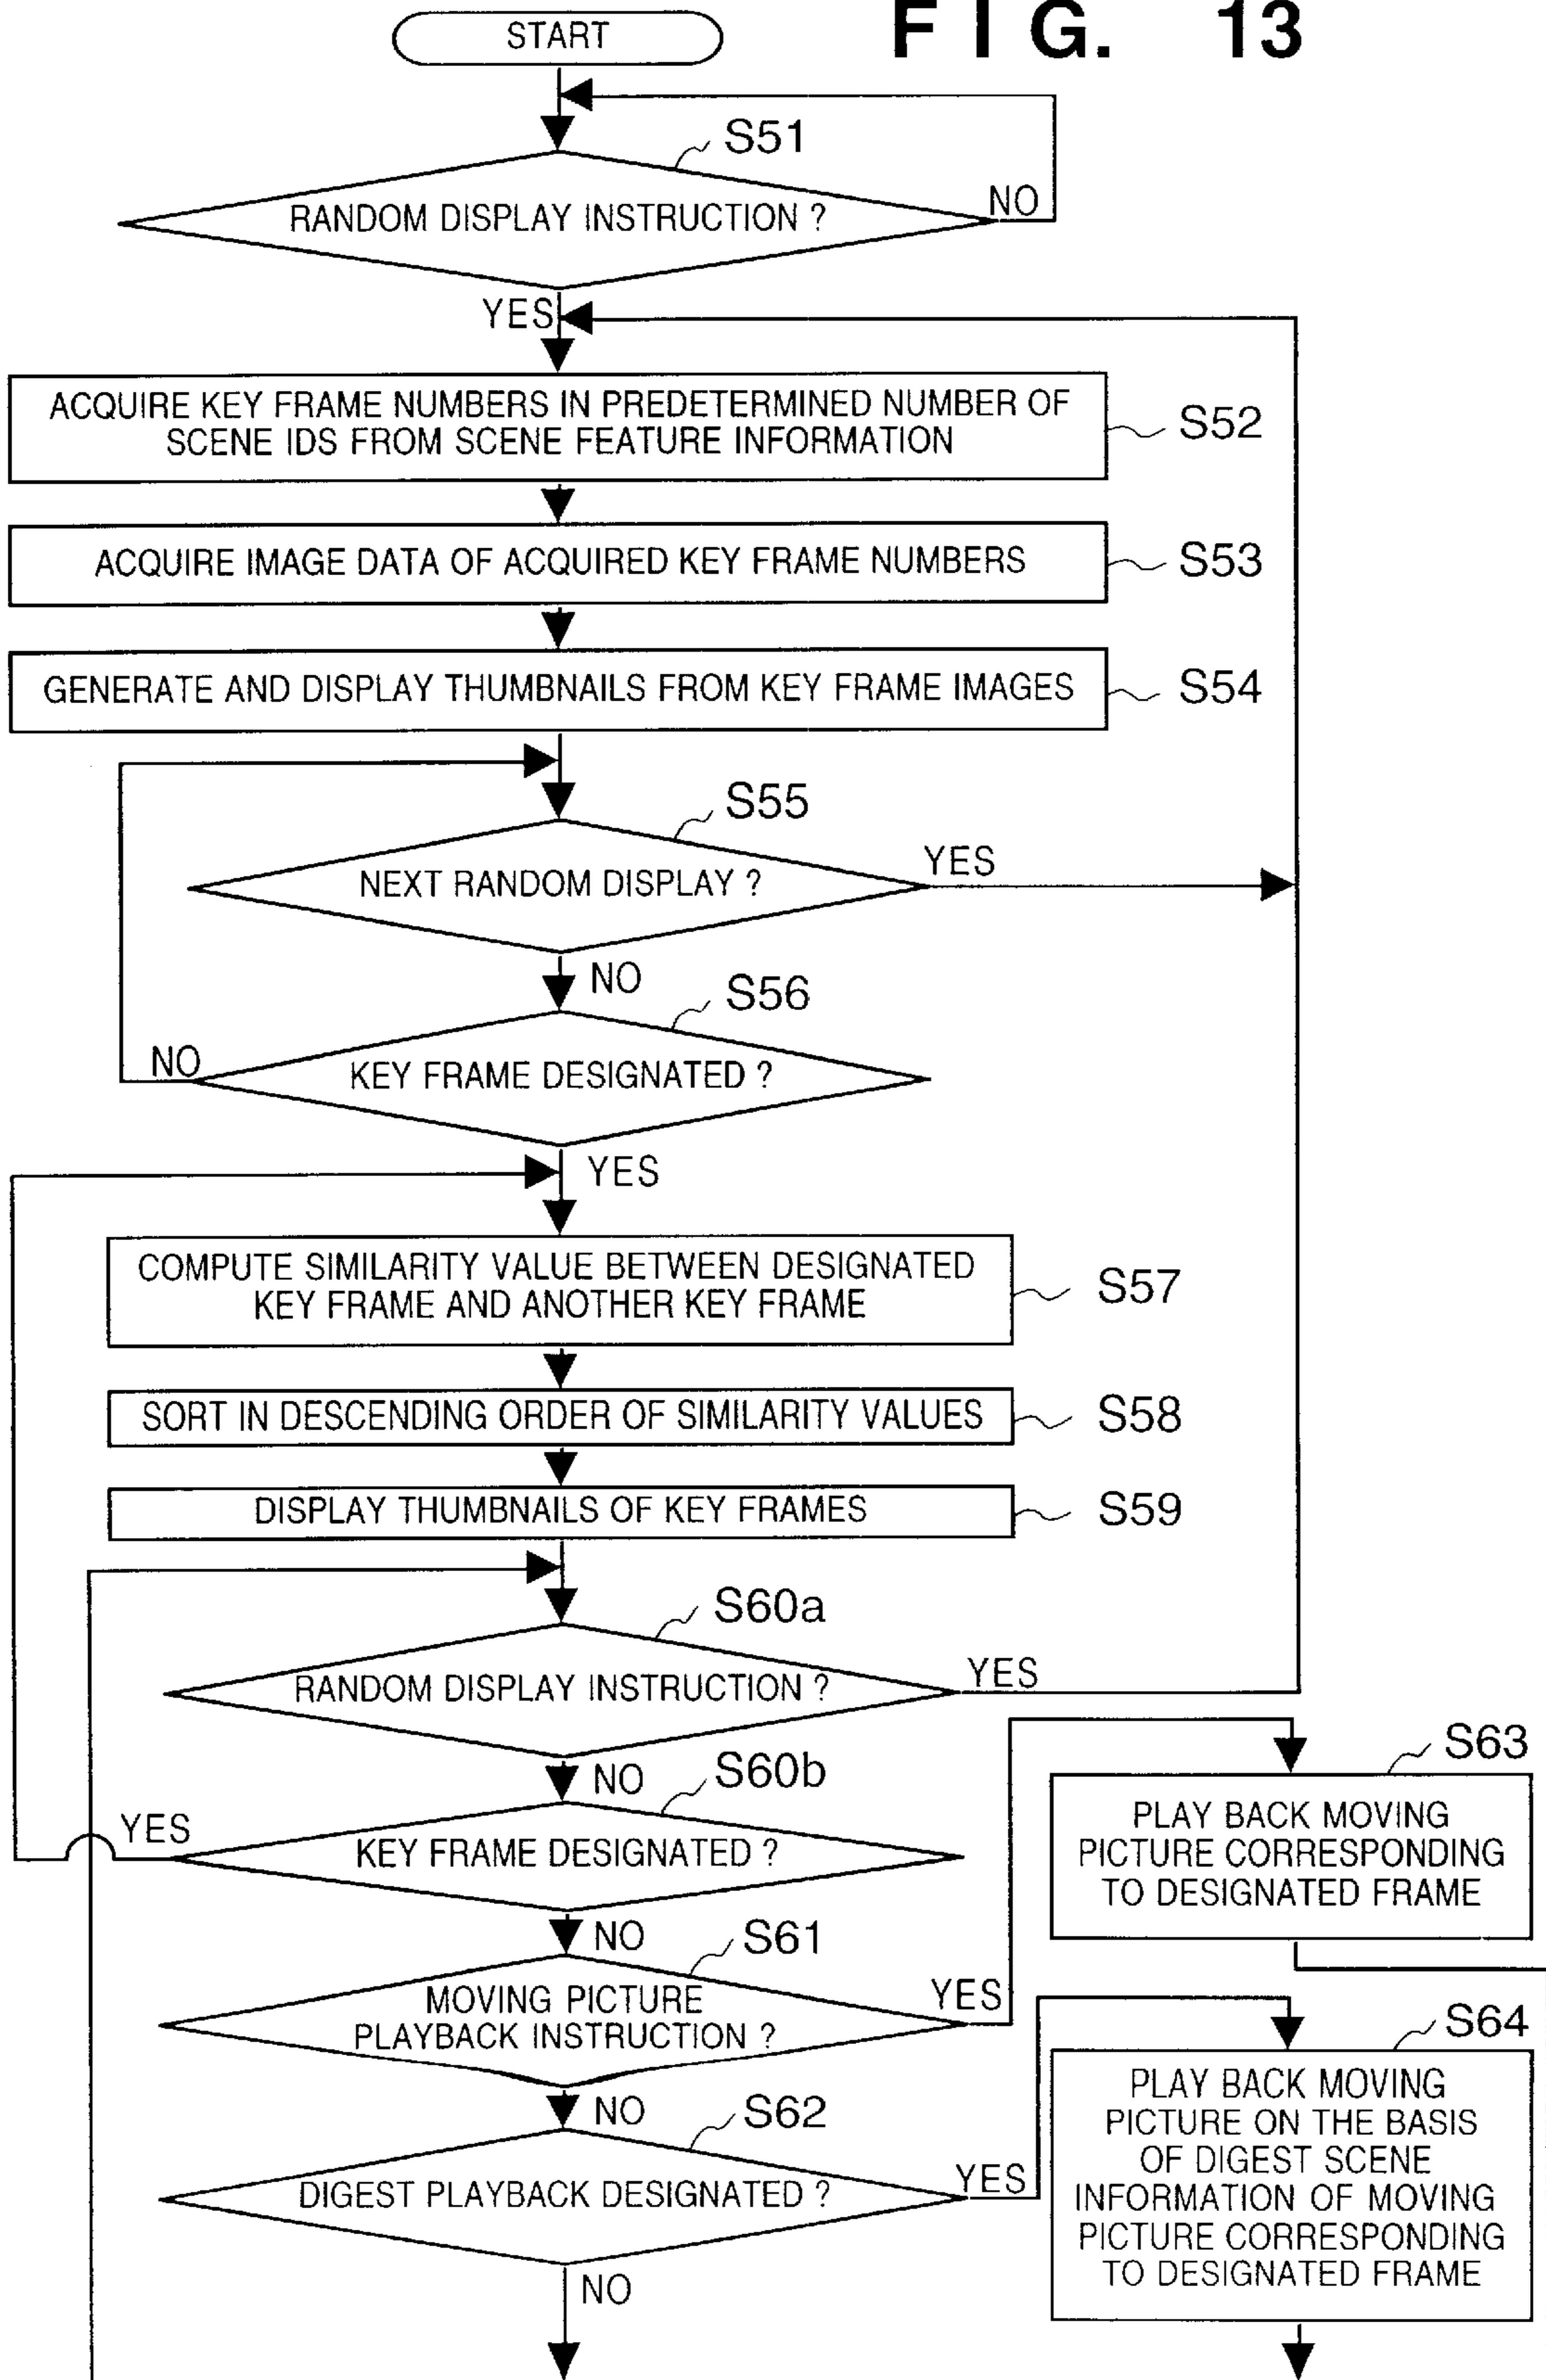 FIG. 13
START
S51
RANDOM DISPLAY INSTRUCTION ?
NO
YES
ACQUIRE KEY FRAME NUMBERS IN PREDETERMINED NUMBER OF
SCENE IDS FROM SCENE FEATURE INFORMATION
S52
ACQUIRE IMAGE DATA OF ACQUIRED KEY FRAME NUMBERS
S53
GENERATE AND DISPLAY THUMBNAILS FROM KEY FRAME IMAGES
S54
S55
NEXT RANDOM DISPLAY ?
YES
NO
S56
NO
KEY FRAME DESIGNATED ?
YES
COMPUTE SIMILARITY VALUE BETWEEN DESIGNATED
KEY FRAME AND ANOTHER KEY FRAME
S57
SORT IN DESCENDING ORDER OF SIMILARITY VALUES
S58
DISPLAY THUMBNAILS OF KEY FRAMES
S59
S60a
RANDOM DISPLAY INSTRUCTION ?
YES
NO
S60b
YES
KEY FRAME DESIGNATED ?
NO
S61
MOVING PICTURE
PLAYBACK INSTRUCTION ?
YES
NO
S62
DIGEST PLAYBACK DESIGNATED ?
YES
NO
S63
PLAY BACK MOVING
PICTURE CORRESPONDING
TO DESIGNATED FRAME
S64
PLAY BACK MOVING
PICTURE ON THE BASIS
OF DIGEST SCENE
INFORMATION OF MOVING
PICTURE CORRESPONDING
TO DESIGNATED FRAME